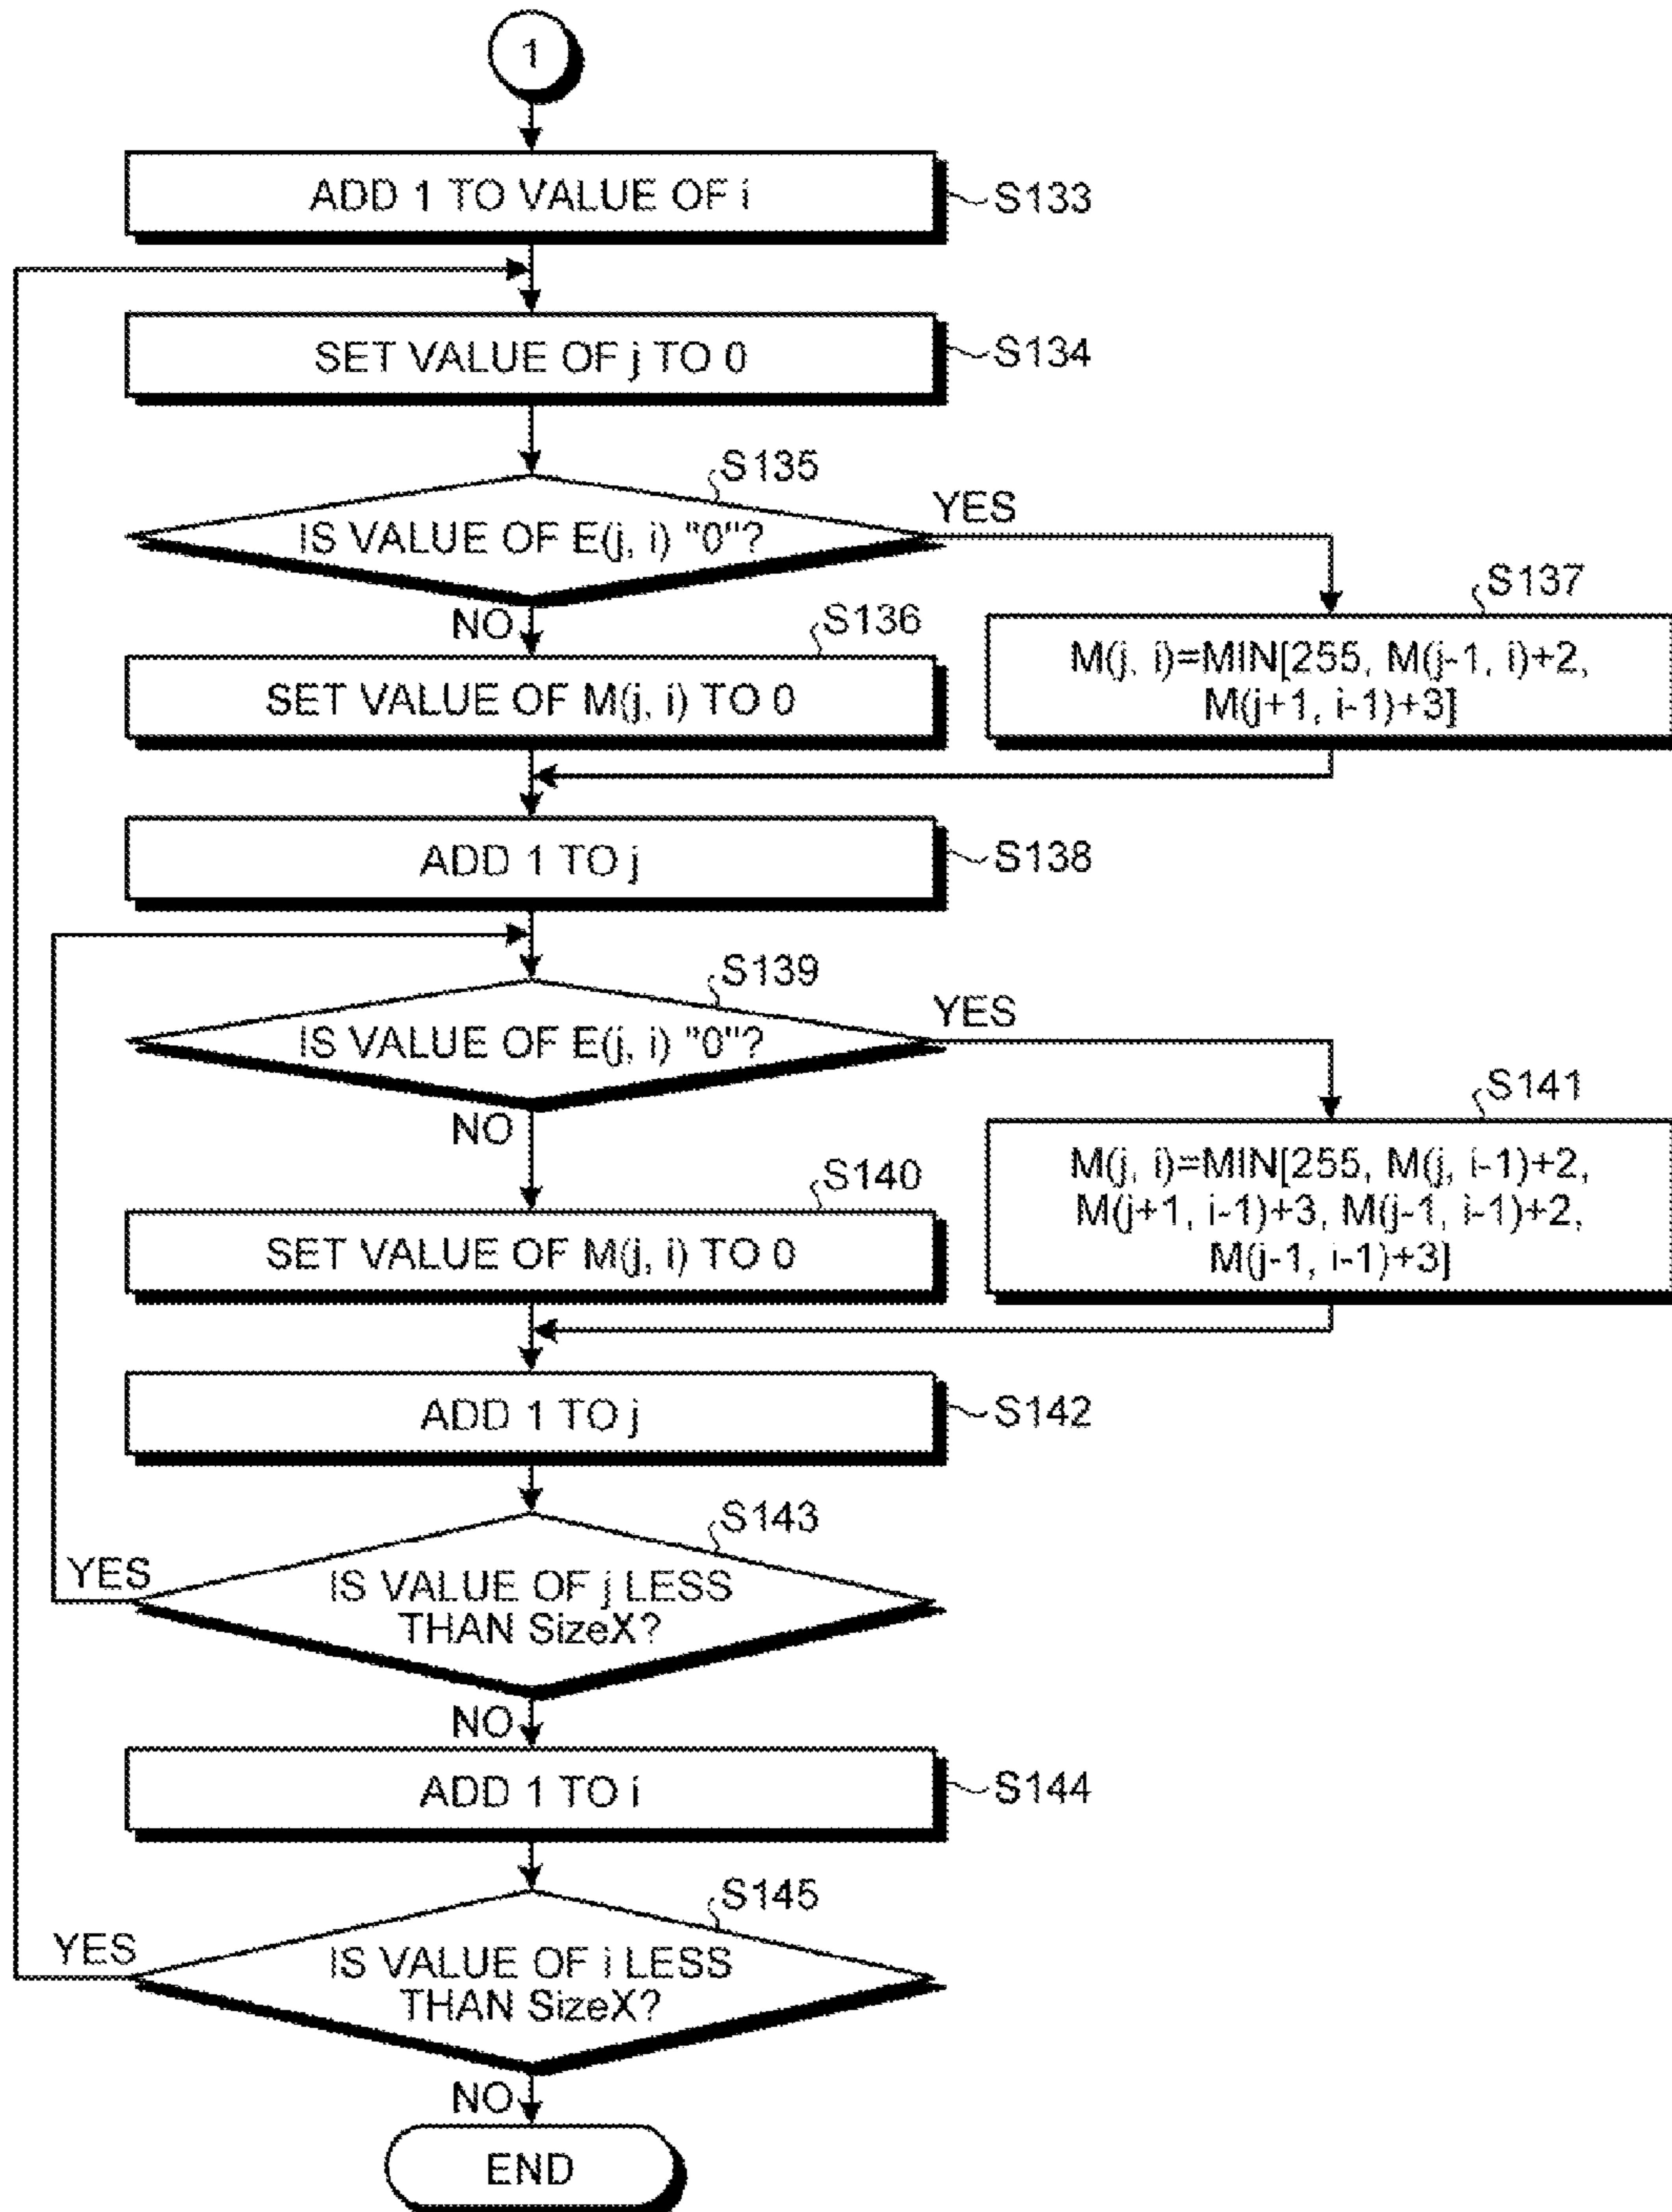 1
ADD 1 TO VALUE OF i
S133
SET VALUE OF j TO 0
S134
S135
IS VALUE OF E(j, i) "0"?
YES
NO
S137
M(j, i)=MIN[255, M(j-1, i)+2,
M(j+1, i-1)+3]
S136
SET VALUE OF M(j, i) TO 0
ADD 1 TO j
S138
S139
IS VALUE OF E(j, i) "0"?
YES
NO
S141
M(j, i)=MIN[255, M(j, i-1)+2,
M(j+1, i-1)+3, M(j-1, i-1)+2,
M(j-1, i-1)+3]
S140
SET VALUE OF M(j, i) TO 0
ADD 1 TO j
S142
S143
YES
IS VALUE OF j LESS
THAN SizeX?
NO
ADD 1 TO i
S144
S145
YES
IS VALUE OF i LESS
THAN SizeX?
NO
END